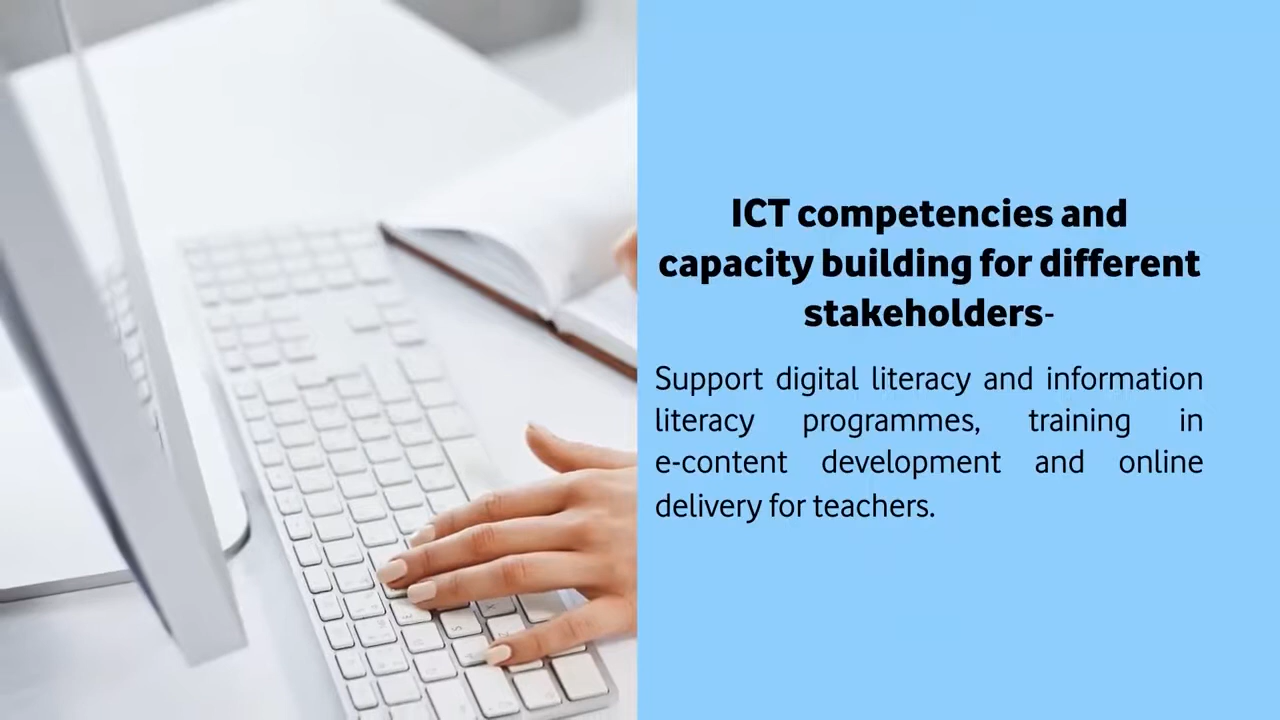 ICT competencies and
capacity building for different
stakeholders-
Support digital literacy and information
literacy programmes, training in
e-content development and online
delivery for teachers.